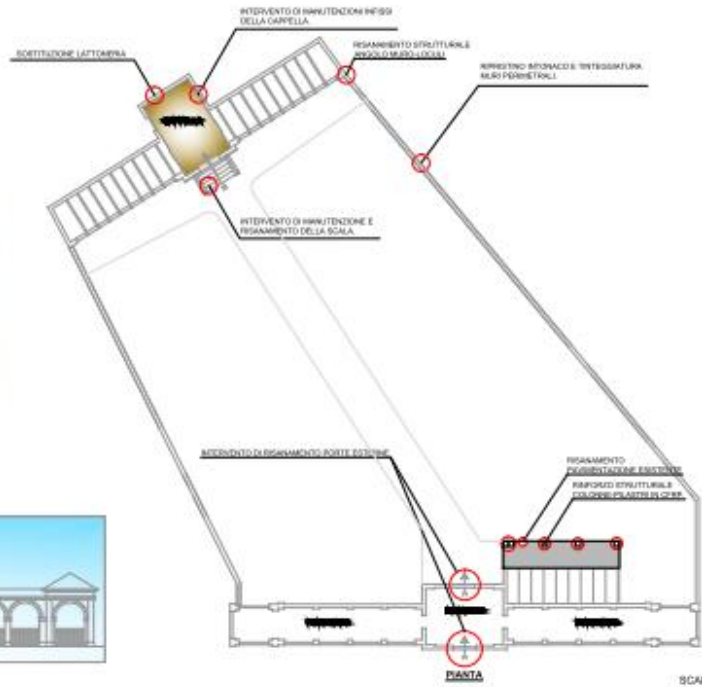 INTERVENTO DI MANUTENZIONI INFISSI
DELLA CAPPELLA.
SOSTITUZIONE LATTONERIA
RISANAMENTO STRUTTURALE
ANGOLO MURO-LOCULI.
RIPRISTINO INTONACO E TINTEGGIATURA
MURI PERIMETRALI.
INTERVENTO DI MANUTENZIONE E
RISANAMENTO DELLA SCALA.
INTERVENTO DI RISANAMENTO PORTE ESTERNE.
RISANAMENTO
PAVIMENTAZIONE ESISTENTE
RINFORZO STRUTTURALE
COLONNE-PILASTRI IN CFRP.
PIANTA